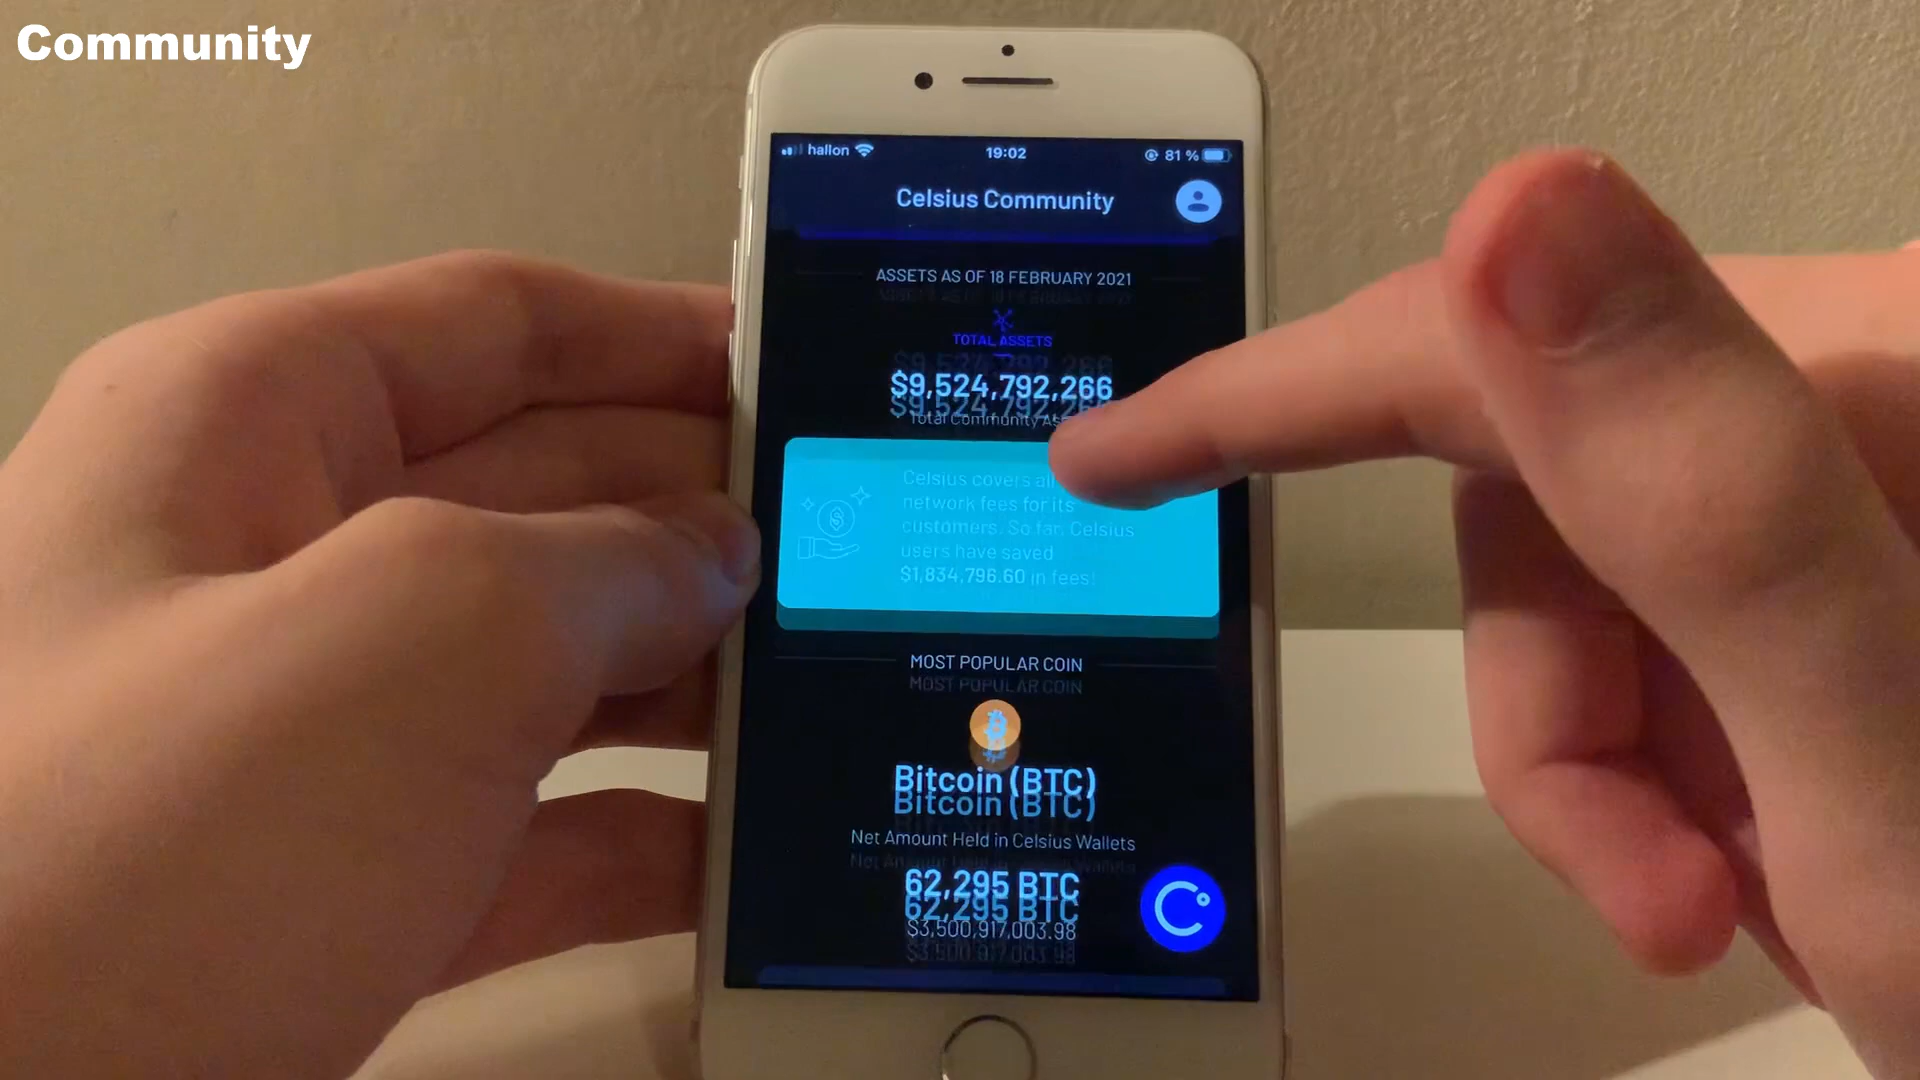 Community
hallon
19:02
81 %
Celsius Community
ASSETS AS OF 18 FEBRUARY 2021
TOTAL ASSETS
$9,524,792,266
Total Community
Celsius covers all
network fees for its
customers. So far, Celsius
users have saved
$1,834,796.60 in fees!
MOST POPULAR COIN
Bitcoin (BTC)
Net Amount Held in Celsius Wallets
62,295 BTC
$3,500,917,003.98